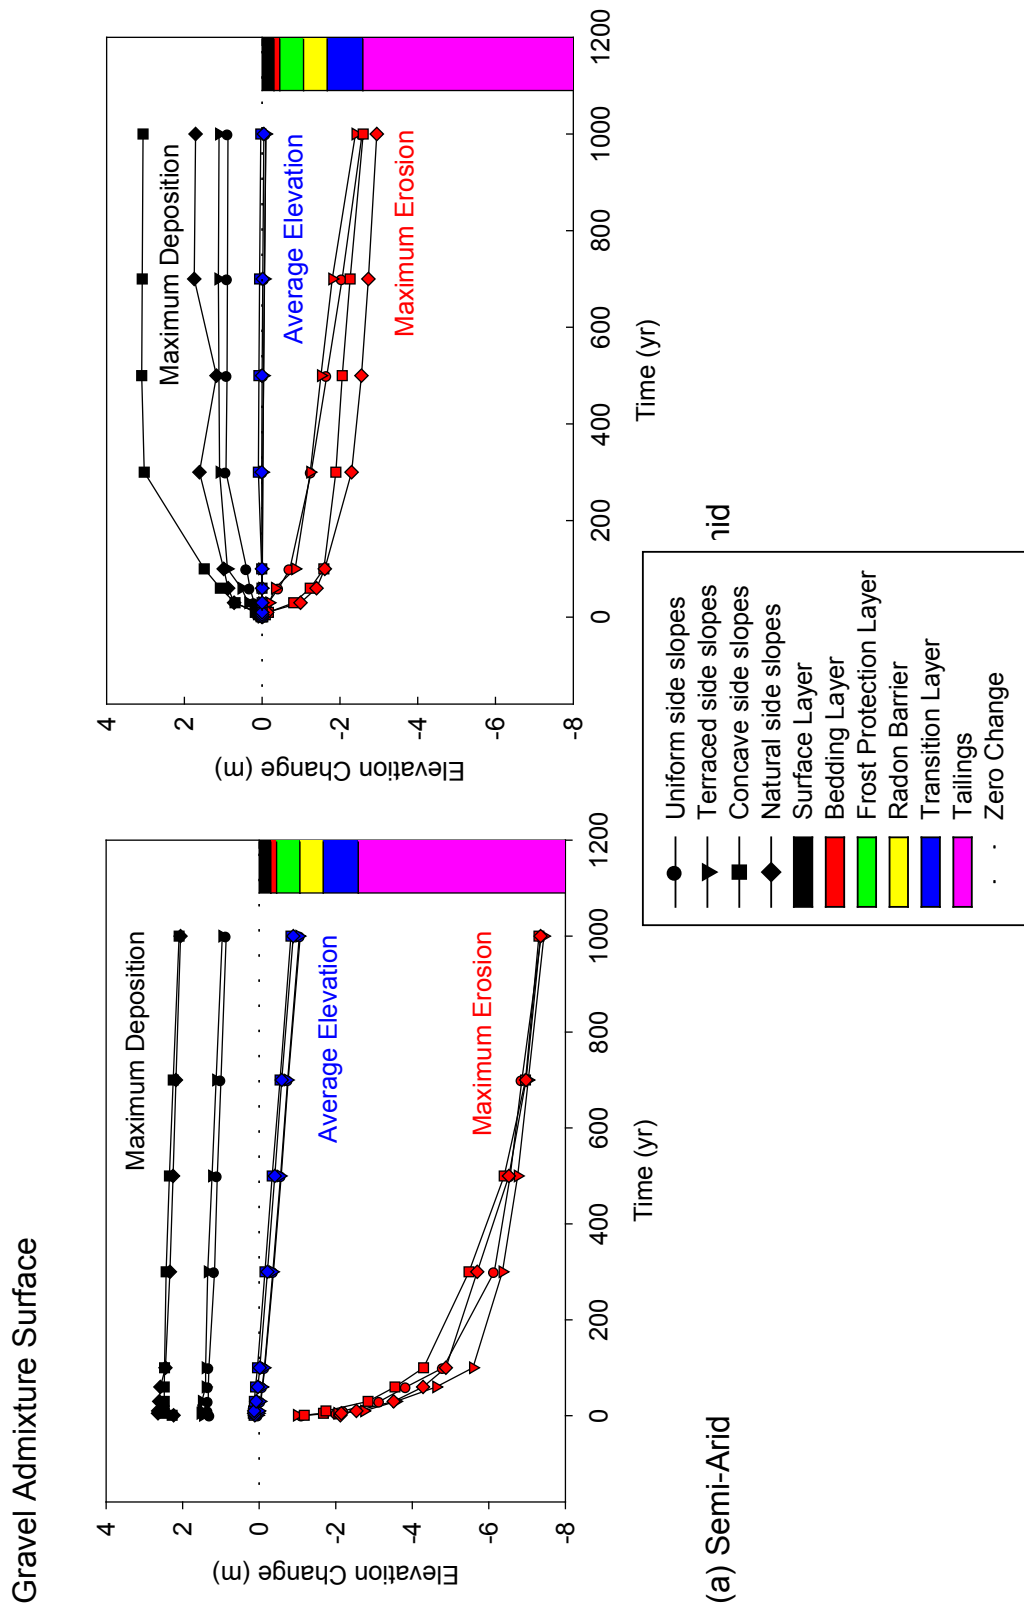 Gravel Admixture Surface
4
2
0
-2
-4
-6
-8
Elevation Change (m)
0
200
400
600
800
1000
1200
Time (yr)
Maximum Deposition
Average Elevation
Maximum Erosion
(a) Semi-Arid
4
2
0
-2
-4
-6
-8
Elevation Change (m)
0
200
400
600
800
1000
1200
Time (yr)
Maximum Deposition
Average Elevation
Maximum Erosion
Uniform side slopes
Terraced side slopes
Concave side slopes
Natural side slopes
Surface Layer
Bedding Layer
Frost Protection Layer
Radon Barrier
Transition Layer
Tailings
Zero Change